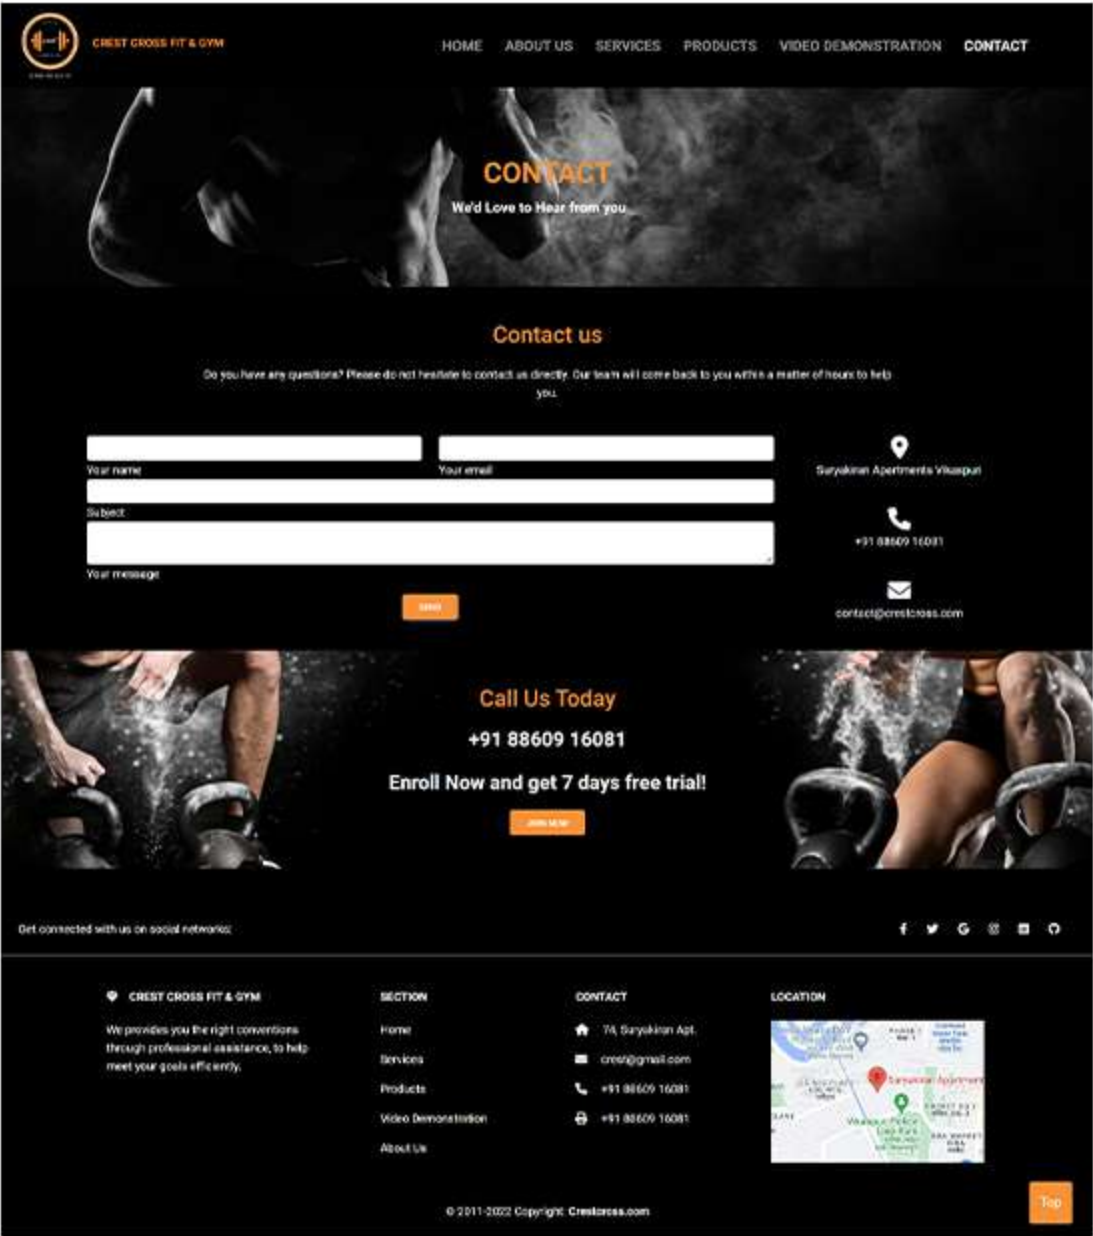 CREST CROSS FIT & GYM
HOME ABOUT US SERVICES PRODUCTS VIDEO DEMONSTRATION CONTACT
CONTACT
We'd Love to Hear from you
Contact us
Do you have any questions? Please do not hesitate to contact us directly. Our team will come back to you within a matter of hours to help
you.
Your name Your email
Subject
Your message
SEND
Suryakiran Apartments Vikaspuri
+91 88609 16081
contact@crestcross.com
Call Us Today
+91 88609 16081
Enroll Now and get 7 days free trial!
JOIN NOW
Get connected with us on social networks:
CREST CROSS FIT & GYM
We provides you the right conventions
through professional assistance, to help
meet your goals efficiently.
SECTION
Home
Services
Products
Video Demonstration
About Us
CONTACT
74, Suryakiran Apt.
crest@gmail.com
+91 88609 16081
+91 88609 16081
LOCATION
Suryakiran Apartment
© 2011-2022 Copyright: Crestcross.com
Top